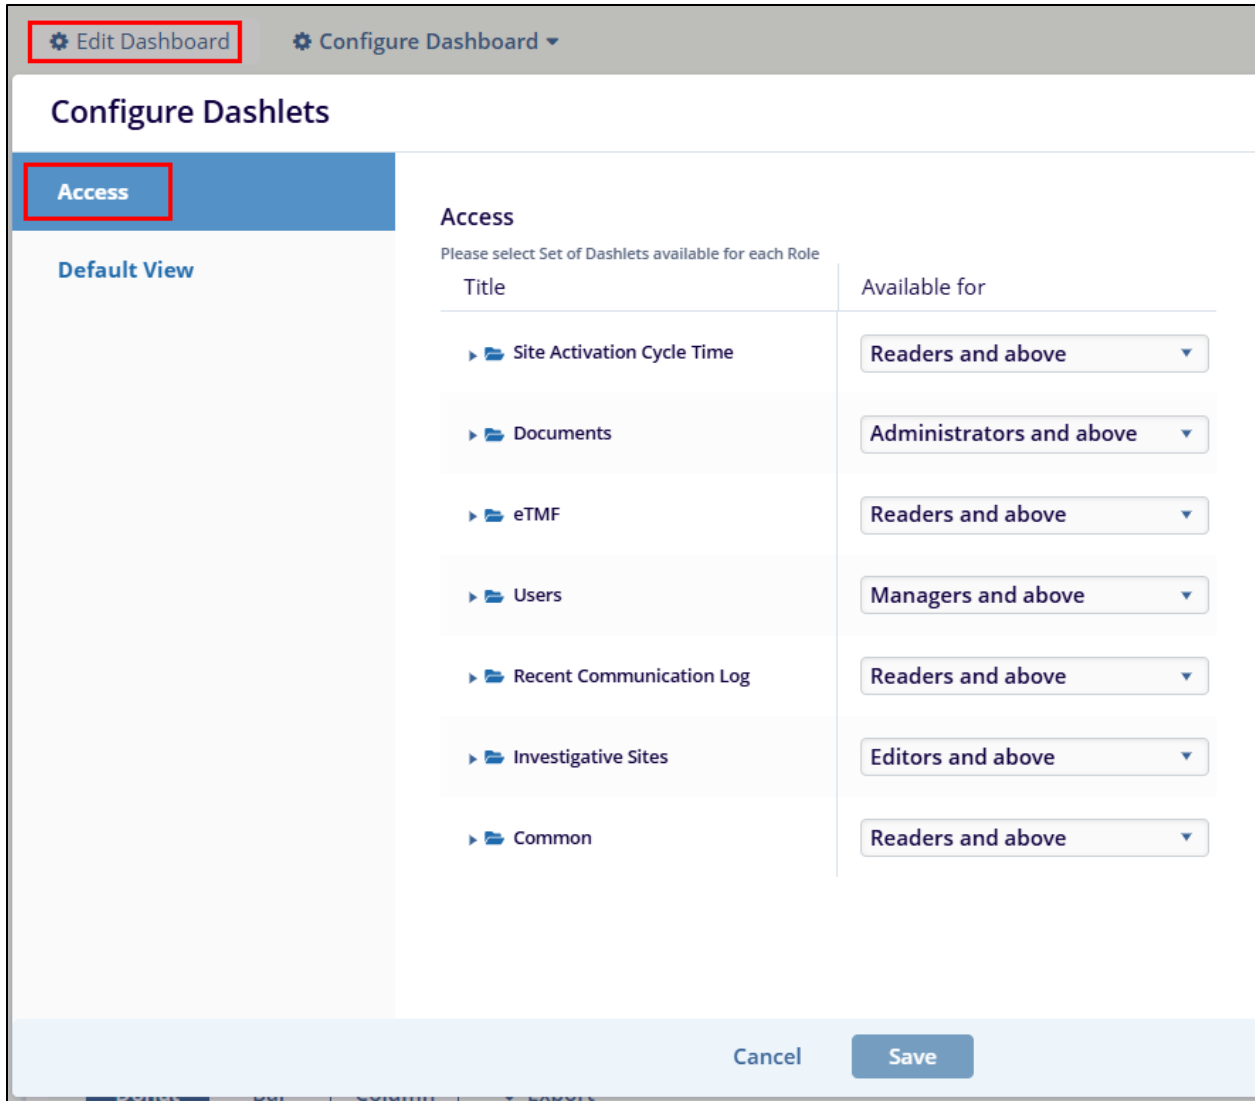 Edit Dashboard Configure Dashboard
Configure Dashlets
Access
Default View
Access
Please select Set of Dashlets available for each Role
Title Available for
Site Activation Cycle Time Readers and above
Documents Administrators and above
eTMF Readers and above
Users Managers and above
Recent Communication Log Readers and above
Investigative Sites Editors and above
Common Readers and above
Cancel Save